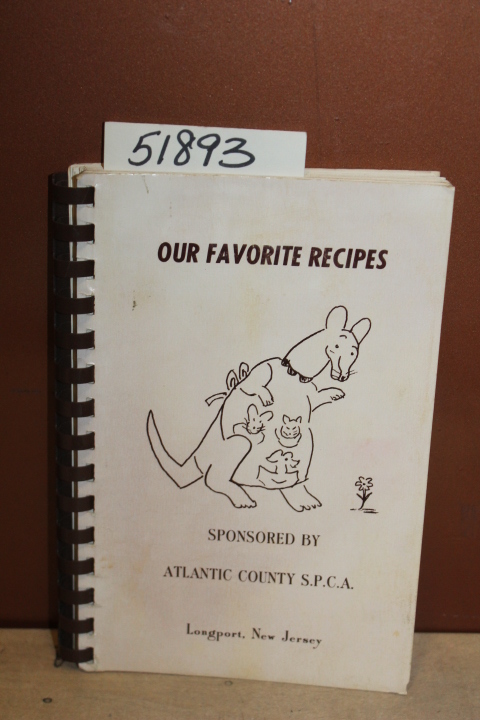 51893
OUR FAVORITE RECIPES
SPONSORED BY
ATLANTIC COUNTY S.P.C.A.
Longport, New Jersey